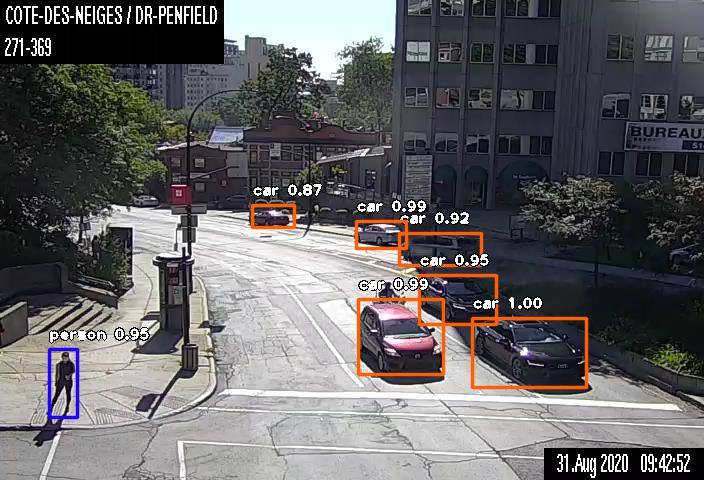 COTE-DES-NEIGES / DR-PENFIELD
271-369
car 0.87
car 0.99
car 0.92
car 0.95
car 0.99
car 1.00
person 0.95
BUREAU
31.Aug 2020 09:42:52